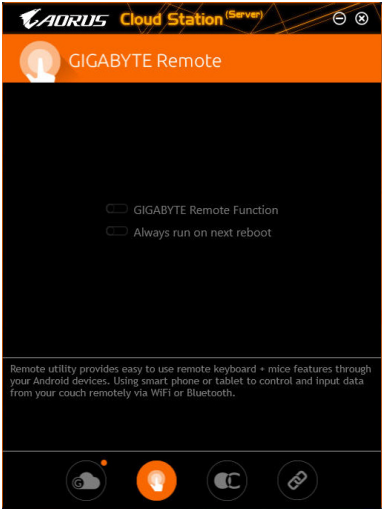 AORUS Cloud Station (Server)
GIGABYTE Remote
GIGABYTE Remote Function
Always run on next reboot
Remote utility provides easy to use remote keyboard + mice features through
your Android devices. Using smart phone or tablet to control and input data
from your couch remotely via WiFi or Bluetooth.
G